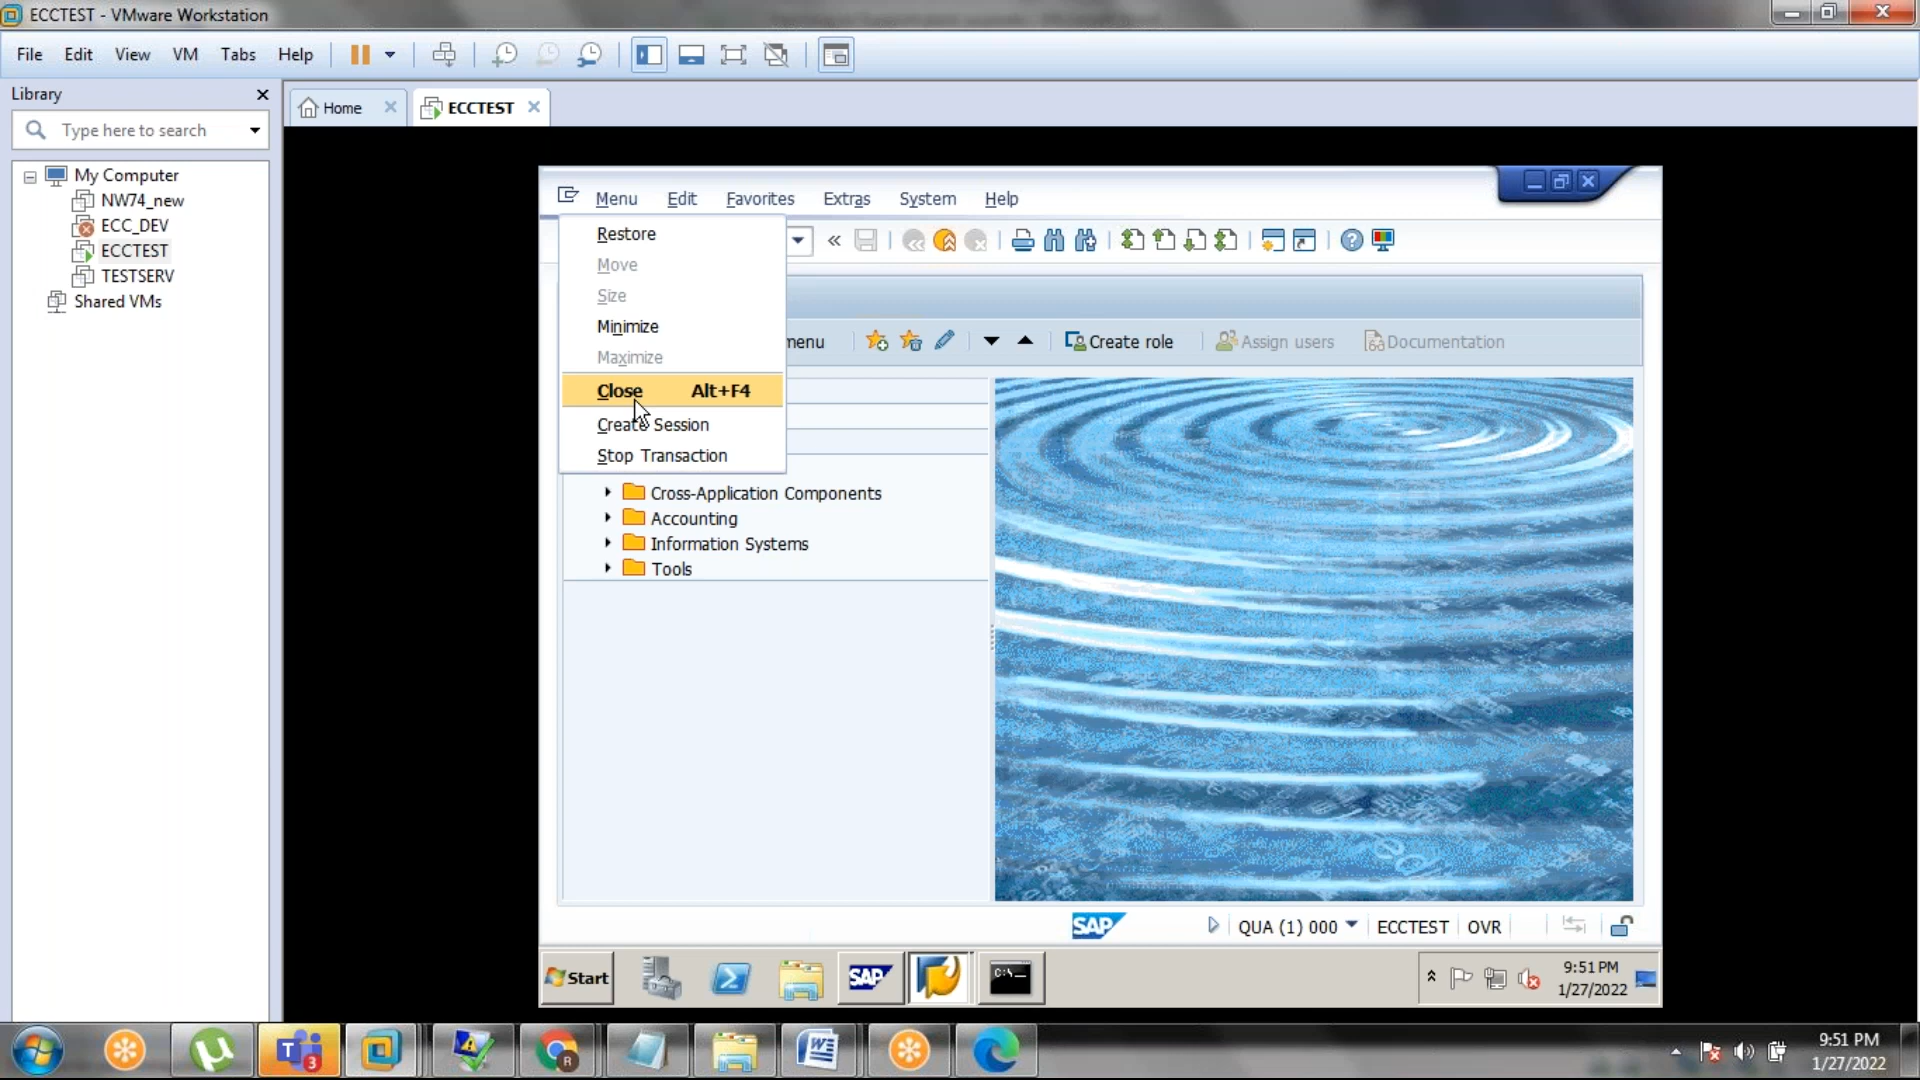 ECCTEST - VMware Workstation
File Edit View VM Tabs Help
Library
Home
ECCTEST
Type here to search
My Computer
NW74_new
ECC_DEV
ECCTEST
TESTSERV
Shared VMs
Menu Edit Favorites Extras System Help
Restore
Move
Size
Minimize
Maximize
Close Alt+F4
Create Session
Stop Transaction
menu
Create role
Assign users
Documentation
Cross-Application Components
Accounting
Information Systems
Tools
SAP
QUA (1) 000
ECCTEST
OVR
Start
SAP
C:\_
9:51 PM
1/27/2022
T
3
R
W
9:51 PM
1/27/2022